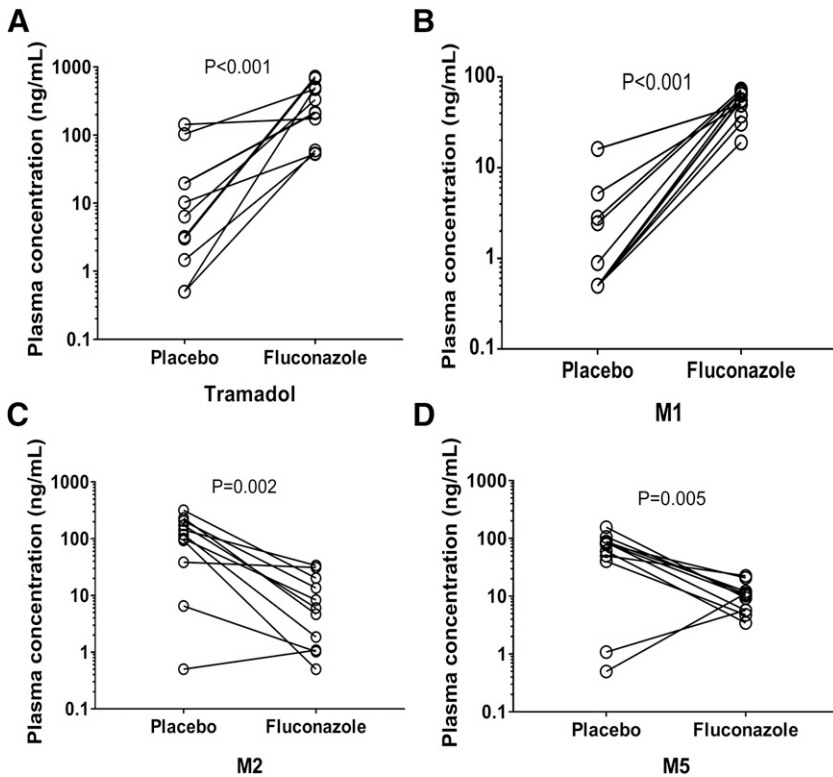 A
Plasma concentration (ng/mL)
1000
100
10
1
0.1
P<0.001
Placebo Fluconazole
Tramadol
B
Plasma concentration (ng/mL)
100
10
1
0.1
P<0.001
Placebo Fluconazole
M1
C
Plasma concentration (ng/mL)
1000
100
10
1
0.1
P=0.002
Placebo Fluconazole
M2
D
Plasma concentration (ng/mL)
1000
100
10
1
0.1
P=0.005
Placebo Fluconazole
M5